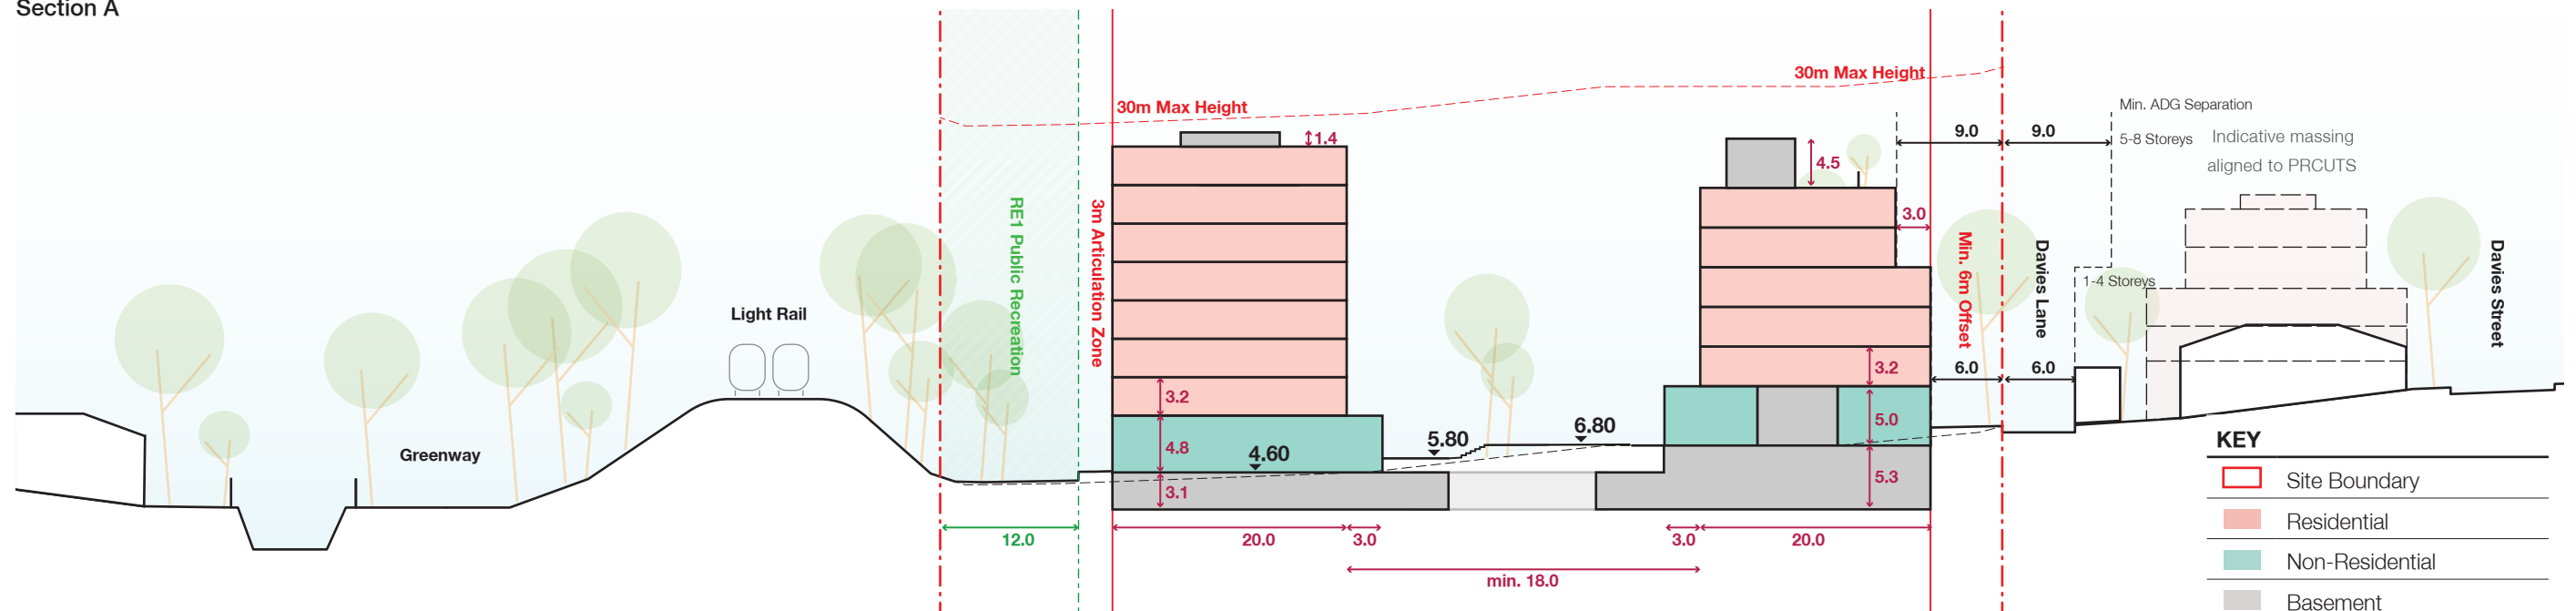 Section A
30m Max Height
30m Max Height
Min. ADG Separation
9.0
9.0
5-8 Storeys
Indicative massing
aligned to PRCUTS
1.4
4.5
3.0
RE1 Public Recreation
3m Articulation Zone
Min. 6m Offset
Davies Lane
Davies Street
1-4 Storeys
Light Rail
Greenway
3.2
4.8
3.1
4.60
5.80
6.80
3.2
5.0
5.3
6.0
6.0
12.0
20.0
3.0
3.0
20.0
min. 18.0
KEY
Site Boundary
Residential
Non-Residential
Basement